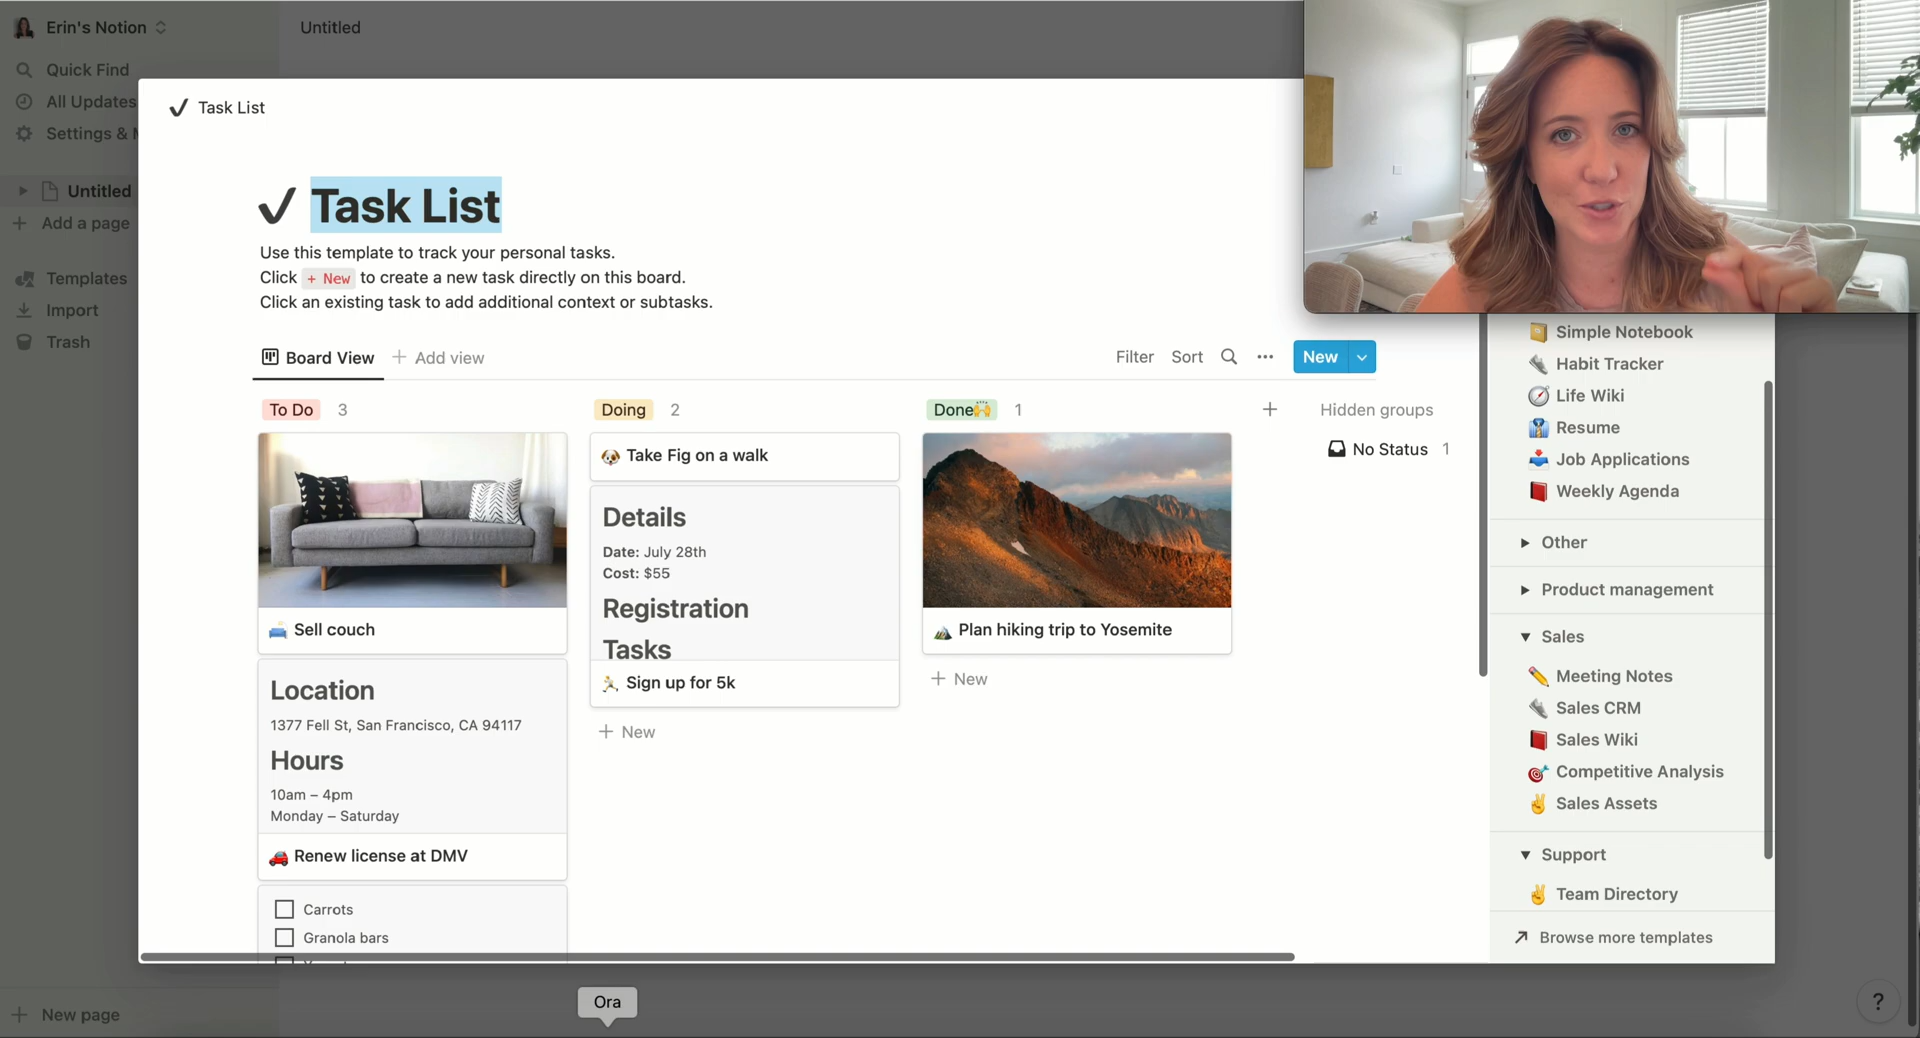 Erin's Notion
Quick Find
All Updates
Settings &
Untitled
Add a page
Templates
Import
Trash
New page
Untitled
Task List
Task List
Use this template to track your personal tasks.
Click + New to create a new task directly on this board.
Click an existing task to add additional context or subtasks.
Board View
Add view
Filter
Sort
New
To Do 3
Sell couch
Location
1377 Fell St, San Francisco, CA 94117
Hours
10am – 4pm
Monday – Saturday
Renew license at DMV
Carrots
Granola bars
Doing 2
Take Fig on a walk
Details
Date: July 28th
Cost: $55
Registration
Tasks
Sign up for 5k
+ New
Done 1
Plan hiking trip to Yosemite
+ New
Hidden groups
No Status 1
Simple Notebook
Habit Tracker
Life Wiki
Resume
Job Applications
Weekly Agenda
Other
Product management
Sales
Meeting Notes
Sales CRM
Sales Wiki
Competitive Analysis
Sales Assets
Support
Team Directory
Browse more templates
Ora
?